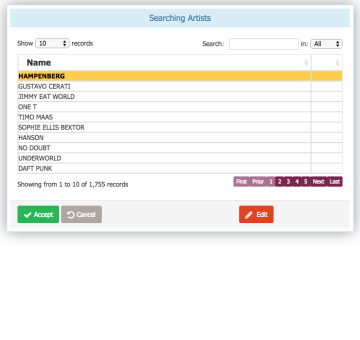 Searching Artists
Show 10 records Search: in: All
Name
HAMPENBERG
GUSTAVO CERATI
JIMMY EAT WORLD
ONE T
TIMO MAAS
SOPHIE ELLIS BEXTOR
HANSON
NO DOUBT
UNDERWORLD
DAFT PUNK
Showing from 1 to 10 of 1,755 records First Prior 1 2 3 4 5 Next Last
Accept Cancel Edit